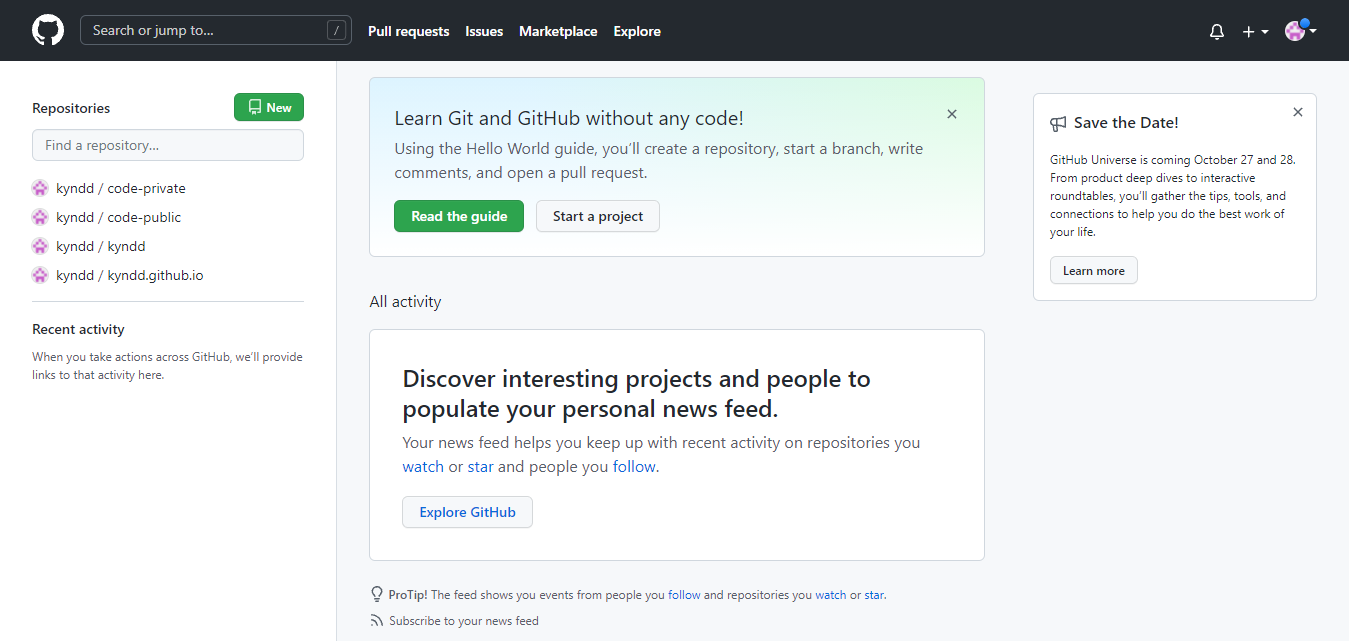 Search or jump to...
/
Pull requests
Issues
Marketplace
Explore
Repositories
New
Find a repository...
kyndd / code-private
kyndd / code-public
kyndd / kyndd
kyndd / kyndd.github.io
Recent activity
When you take actions across GitHub, we'll provide
links to that activity here.
Learn Git and GitHub without any code!
Using the Hello World guide, you'll create a repository, start a branch, write
comments, and open a pull request.
Read the guide
Start a project
All activity
Discover interesting projects and people to
populate your personal news feed.
Your news feed helps you keep up with recent activity on repositories you
watch or star and people you follow.
Explore GitHub
ProTip! The feed shows you events from people you follow and repositories you watch or star.
Subscribe to your news feed
Save the Date!
GitHub Universe is coming October 27 and 28.
From product deep dives to interactive
roundtables, you'll gather the tips, tools, and
connections to help you do the best work of
your life.
Learn more